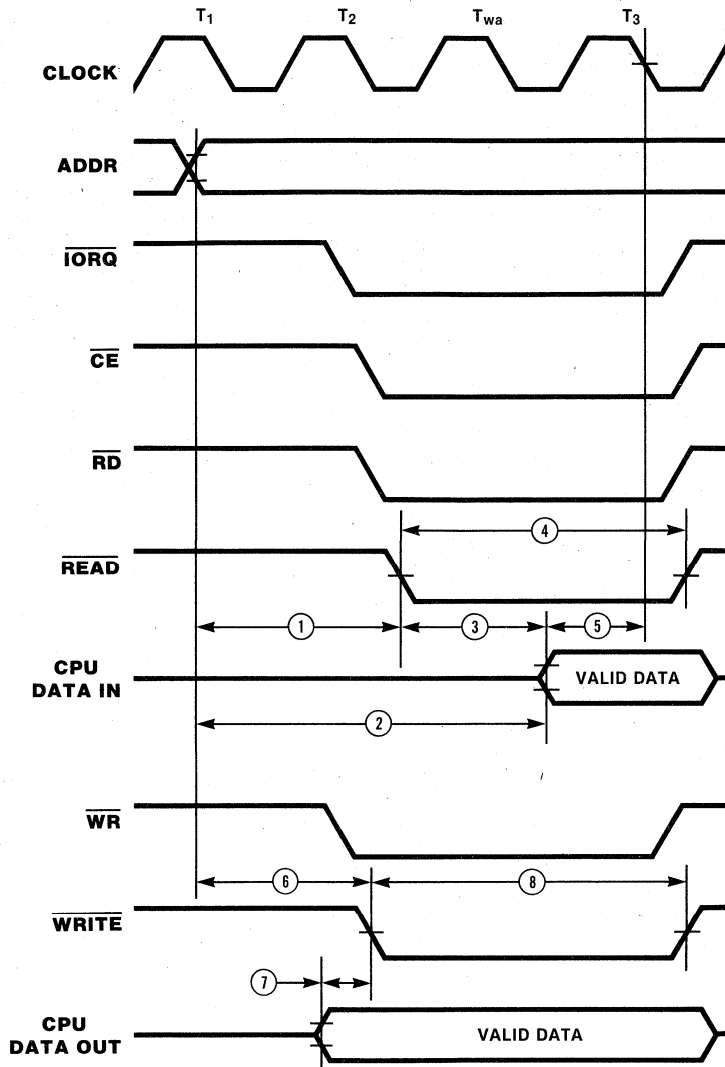 T1 T2 Twa T3
CLOCK
ADDR
IORQ
CE
RD
4
READ
1 3 5
CPU
DATA IN
VALID DATA
2
WR
6 8
WRITE
7
CPU
DATA OUT
VALID DATA